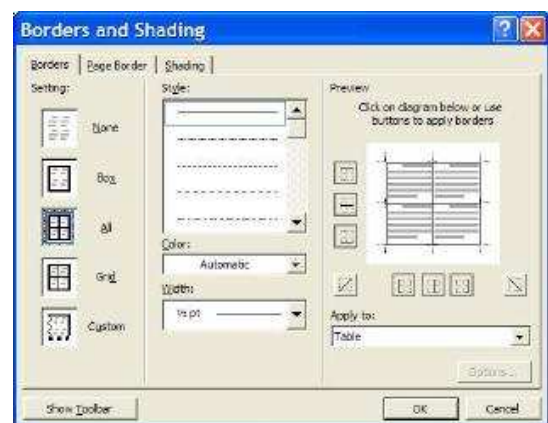 Borders and Shading
Borders
Page Border
Shading
Setting:
None
Box
All
Grid
Custom
Style:
Color:
Automatic
Width:
½ pt
Preview
Click on diagram below or use
buttons to apply borders
Apply to:
Table
Options...
Show Toolbar
OK
Cancel